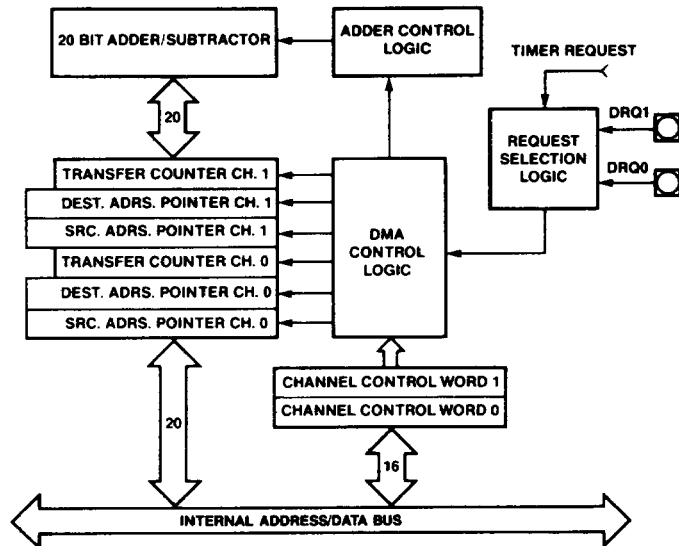 20 BIT ADDER/SUBTRACTOR
ADDER CONTROL
LOGIC
TIMER REQUEST
20
DRQ1
REQUEST
SELECTION
LOGIC
DRQ0
TRANSFER COUNTER CH. 1
DEST. ADRS. POINTER CH. 1
SRC. ADRS. POINTER CH. 1
TRANSFER COUNTER CH. 0
DEST. ADRS. POINTER CH. 0
SRC. ADRS. POINTER CH. 0
DMA
CONTROL
LOGIC
CHANNEL CONTROL WORD 1
CHANNEL CONTROL WORD 0
20
16
INTERNAL ADDRESS/DATA BUS